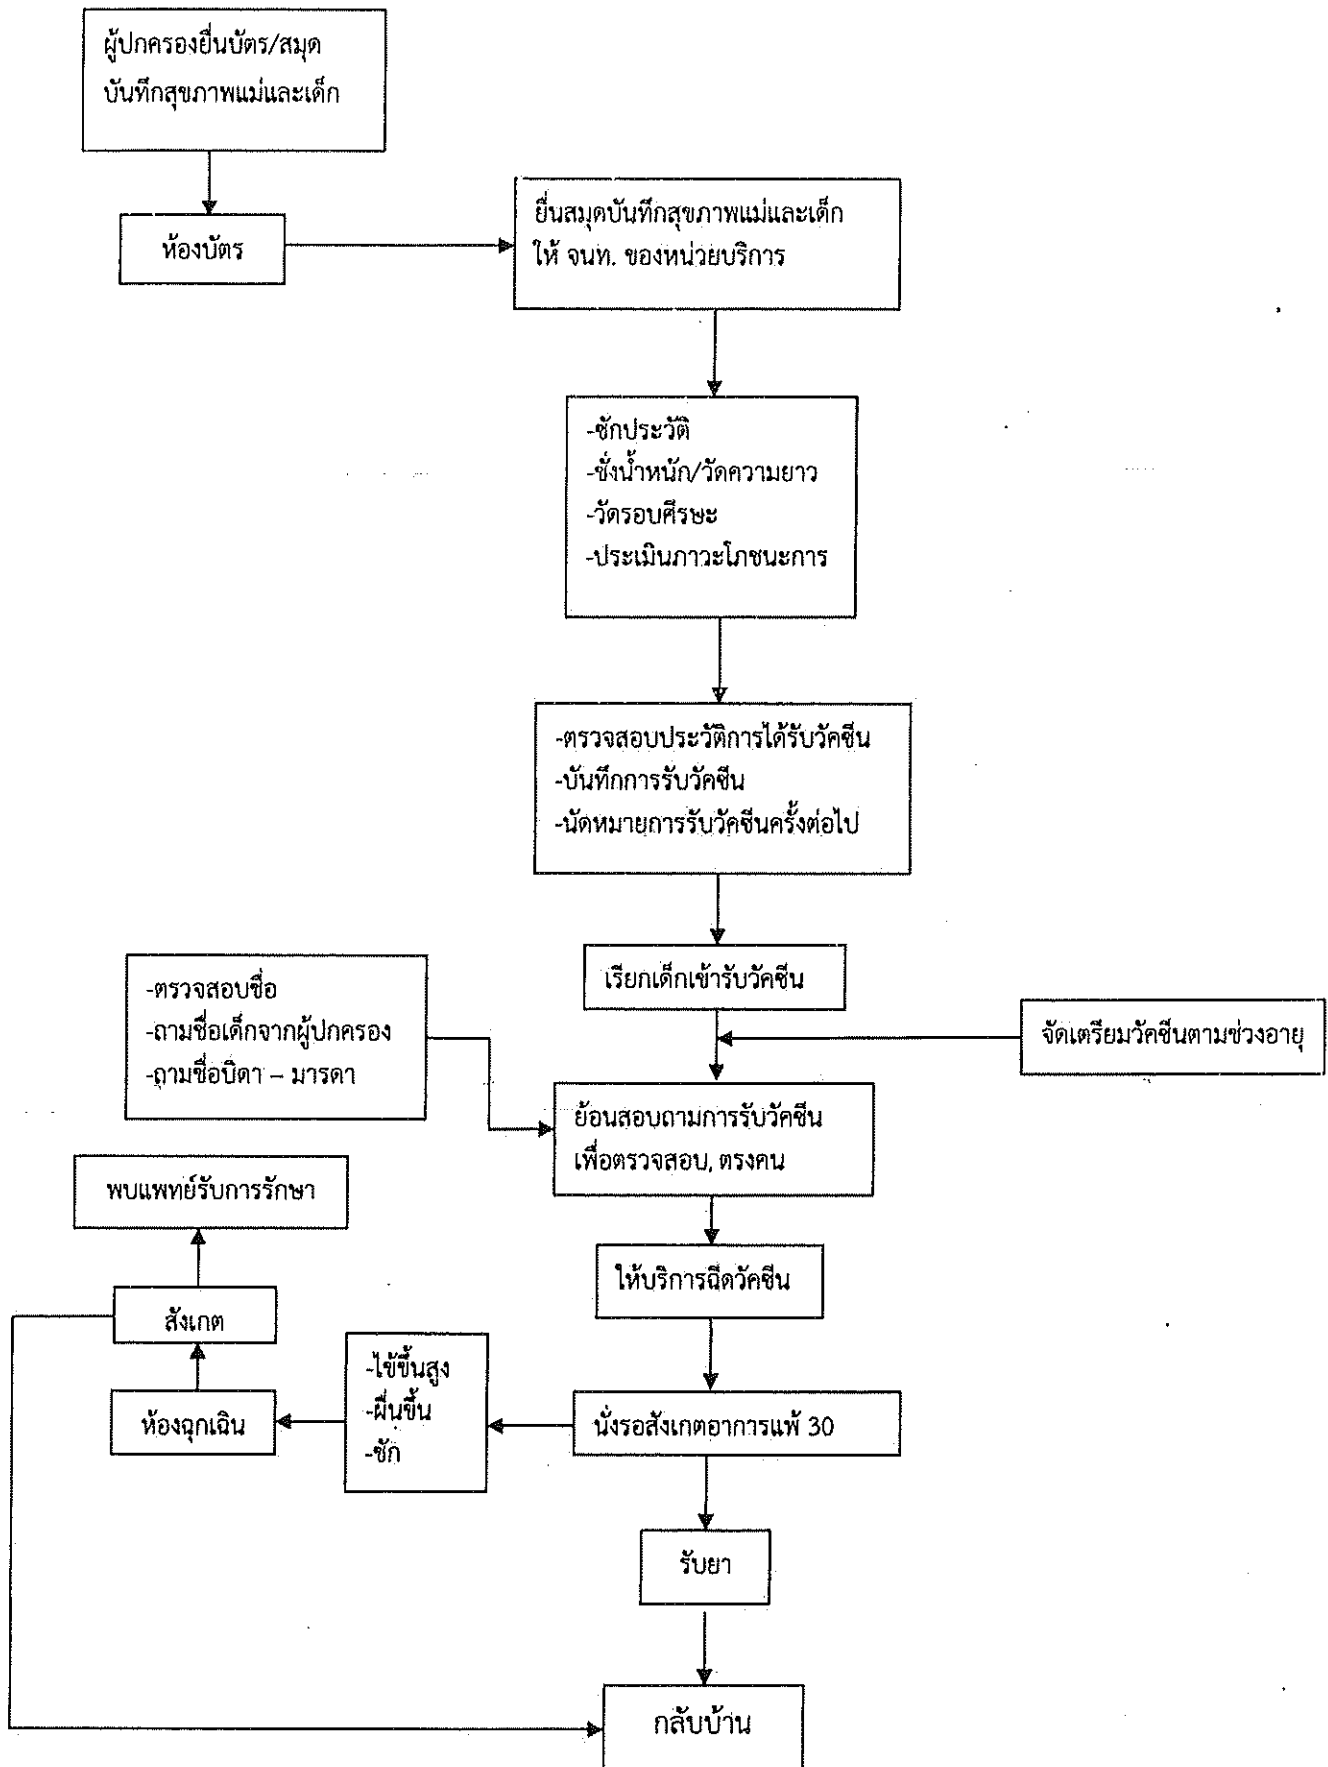 ผู้ปกครองยื่นบัตร/สมุด
บันทึกสุขภาพแม่และเด็ก
ห้องบัตร
ยื่นสมุดบันทึกสุขภาพแม่และเด็ก
ให้ จนท. ของหน่วยบริการ
-ซักประวัติ
-ชั่งน้ำหนัก/วัดความยาว
-วัดรอบศีรษะ
-ประเมินภาวะโภชนะการ
-ตรวจสอบประวัติการได้รับวัคซีน
-บันทึกการรับวัคซีน
-นัดหมายการรับวัคซีนครั้งต่อไป
เรียกเด็กเข้ารับวัคซีน
-ตรวจสอบชื่อ
-ถามชื่อเด็กจากผู้ปกครอง
-ถามชื่อบิดา – มารดา
จัดเตรียมวัคซีนตามช่วงอายุ
ย้อนสอบถามการรับวัคซีน
เพื่อตรวจสอบ, ตรงคน
พบแพทย์รับการรักษา
ให้บริการฉีดวัคซีน
สังเกต
-ไข้ขึ้นสูง
-ผื่นขึ้น
-ชัก
ห้องฉุกเฉิน
นั่งรอสังเกตอาการแพ้ 30
รับยา
กลับบ้าน